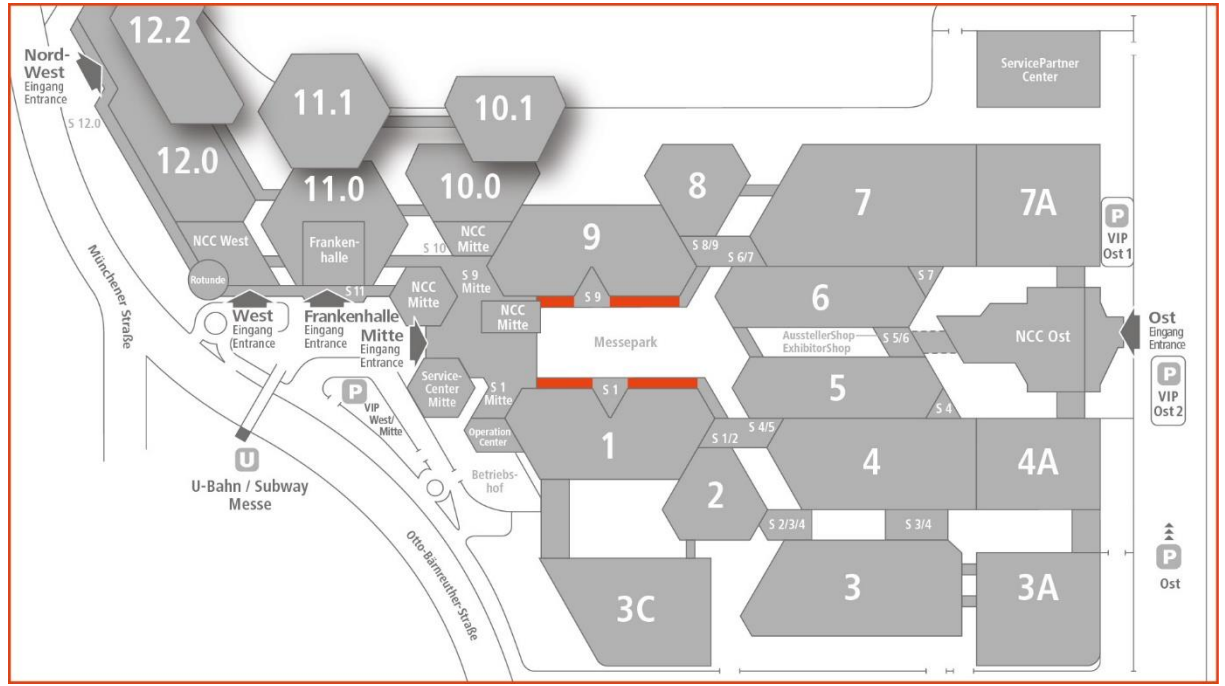 12.2
Nord-
West
Eingang
Entrance
S 12.0
12.0
11.1
10.1
11.0
10.0
ServicePartner
Center
8
7
7A
P
VIP
Ost 1
NCC West
Franken-
halle
S 10
NCC
Mitte
9
S 8/9
S 6/7
Rotunde
S 11
NCC
Mitte
S 9
Mitte
S 9
NCC
Mitte
6
S 7
Münchener Straße
West
Eingang
Entrance
Frankenhalle
Eingang
Entrance
Mitte
Eingang
Entrance
Messepark
AusstellerShop
ExhibitorShop
S 5/6
NCC Ost
Ost
Eingang
Entrance
P
VIP
Ost 2
P
VIP
West/
Mitte
Service-
Center
Mitte
S 1
Mitte
S 1
5
S 4
Operation
Center
1
S 1/2
S 4/5
4
4A
U
U-Bahn / Subway
Messe
Betriebs-
hof
2
S 2/3/4
S 3/4
Otto-Bärnreuther-Straße
3C
3
3A
P
Ost